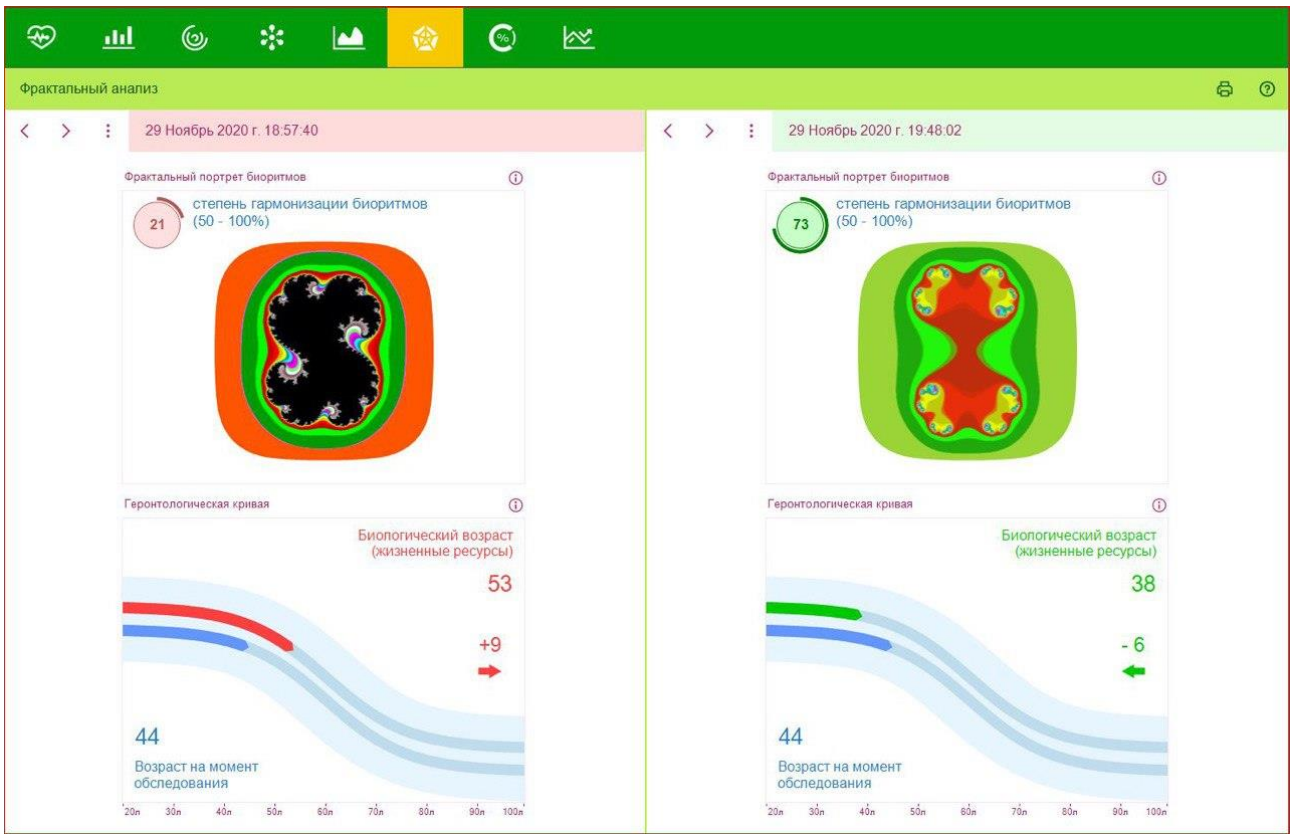 %
Фрактальный анализ
29 Ноябрь 2020 г. 18:57:40
Фрактальный портрет биоритмов
21
степень гармонизации биоритмов
(50 - 100%)
Геронтологическая кривая
Биологический возраст
(жизненные ресурсы)
53
+9
44
Возраст на момент
обследования
20л 30л 40л 50л 60л 70л 80л 90л 100л
29 Ноябрь 2020 г. 19:48:02
Фрактальный портрет биоритмов
73
степень гармонизации биоритмов
(50 - 100%)
Геронтологическая кривая
Биологический возраст
(жизненные ресурсы)
38
- 6
44
Возраст на момент
обследования
20л 30л 40л 50л 60л 70л 80л 90л 100л